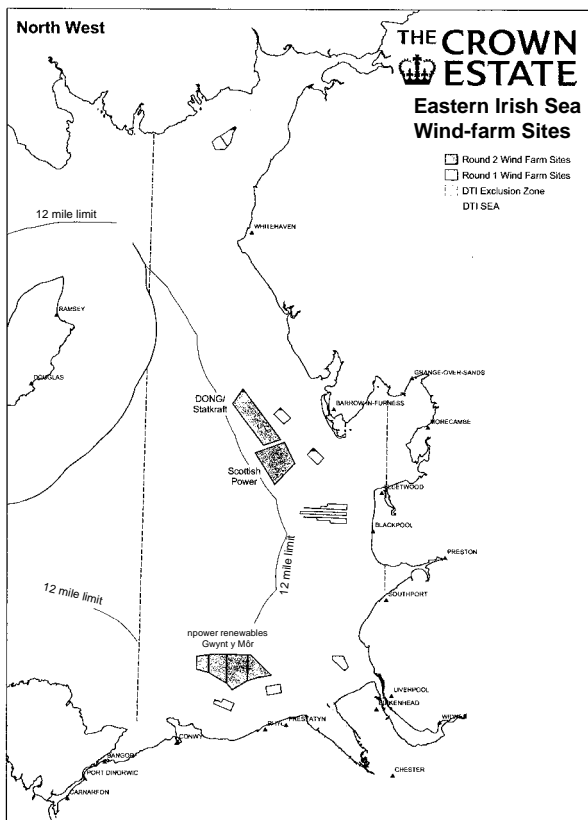 North West
THE CROWN
ESTATE
Eastern Irish Sea
Wind-farm Sites
Round 2 Wind Farm Sites
Round 1 Wind Farm Sites
DTI Exclusion Zone
DTI SEA
12 mile limit
WHITEHAVEN
RAMSEY
DOUGLAS
GRANGE-OVER-SANDS
DONG/
Statkraft
BARROW-IN-FURNESS
MORECAMBE
Scottish
Power
FLEETWOOD
BLACKPOOL
PRESTON
12 mile limit
12 mile limit
SOUTHPORT
npower renewables
Gwynt y Môr
LIVERPOOL
BIRKENHEAD
WIDNES
RHYL
PRESTATYN
CONWY
BANGOR
PORT DINORWIC
CHESTER
CARNARFON